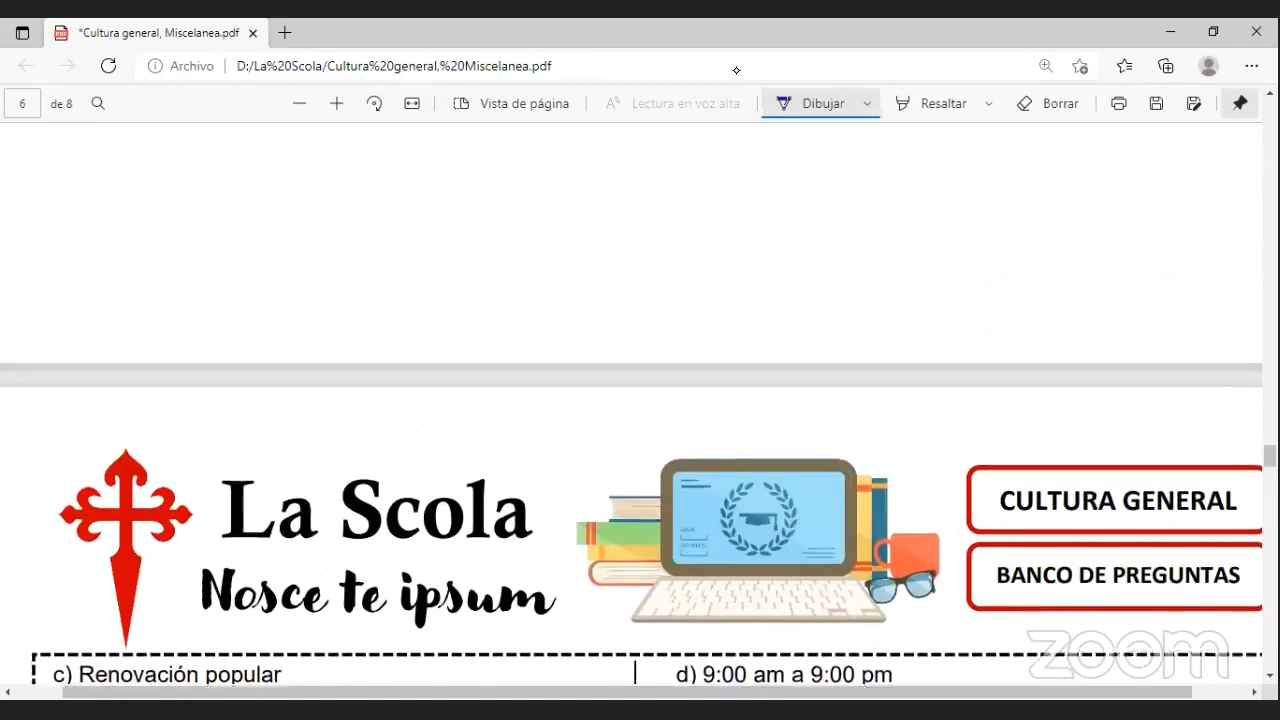 *Cultura general, Miscelanea.pdf
Archivo D:/La%20Scola/Cultura%20general,%20Miscelanea.pdf
6 de 8 Vista de página Lectura en voz alta Dibujar Resaltar Borrar
La Scola
Nosce te ipsum
CULTURA GENERAL
BANCO DE PREGUNTAS
c) Renovación popular
d) 9:00 am a 9:00 pm
zoom